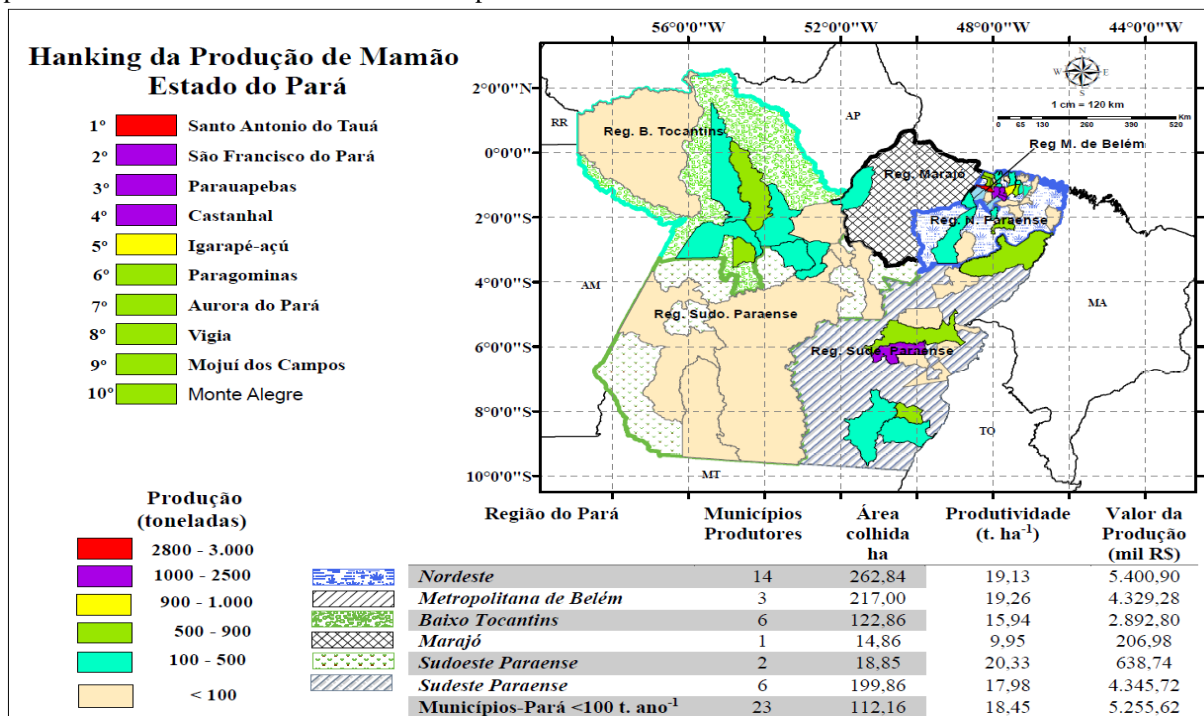 56°0'0"W 52°0'0"W 48°0'0"W 44°0'0"W
Hanking da Produção de Mamão
Estado do Pará
1º Santo Antonio do Tauá
2º São Francisco do Pará
3º Parauapebas
4º Castanhal
5º Igarapé-açú
6º Paragominas
7º Aurora do Pará
8º Vigia
9º Mojuí dos Campos
10º Monte Alegre
2°0'0"N
0°0'0"
2°0'0"S
4°0'0"S
6°0'0"S
8°0'0"S
10°0'0"S
N
W E
S
1 cm = 120 km
Km
0 65 130 260 390 520
RR
AP
Reg. B. Tocantins
Reg M. de Belém
Reg. Marajó
Reg. N. Paraense
AM
MA
Reg. Sudo. Paraense
Reg. Sude. Paraense
TO
MT
Produção
(toneladas)
2800 - 3.000
1000 - 2500
900 - 1.000
500 - 900
100 - 500
< 100
Região do Pará Municípios Produtores Área colhida ha Produtividade (t. ha-1) Valor da Produção (mil R$)
Nordeste 14 262,84 19,13 5.400,90
Metropolitana de Belém 3 217,00 19,26 4.329,28
Baixo Tocantins 6 122,86 15,94 2.892,80
Marajó 1 14,86 9,95 206,98
Sudoeste Paraense 2 18,85 20,33 638,74
Sudeste Paraense 6 199,86 17,98 4.345,72
Municípios-Pará <100 t. ano-1 23 112,16 18,45 5.255,62